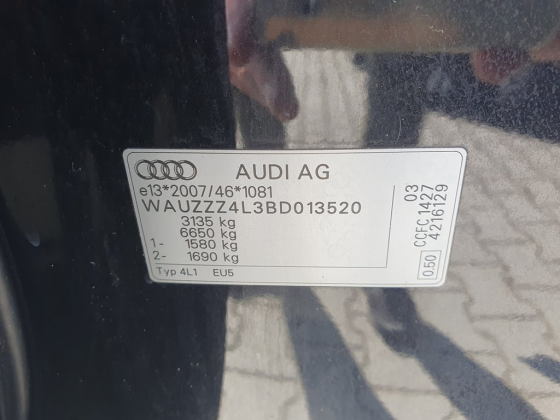 AUDI AG
e13*2007/46*1081
WAUZZZ4L3BD013520
3135 kg
6650 kg
1- 1580 kg
2- 1690 kg
Typ 4L1 EU5
03
CCFC 1427
4216129
0.50